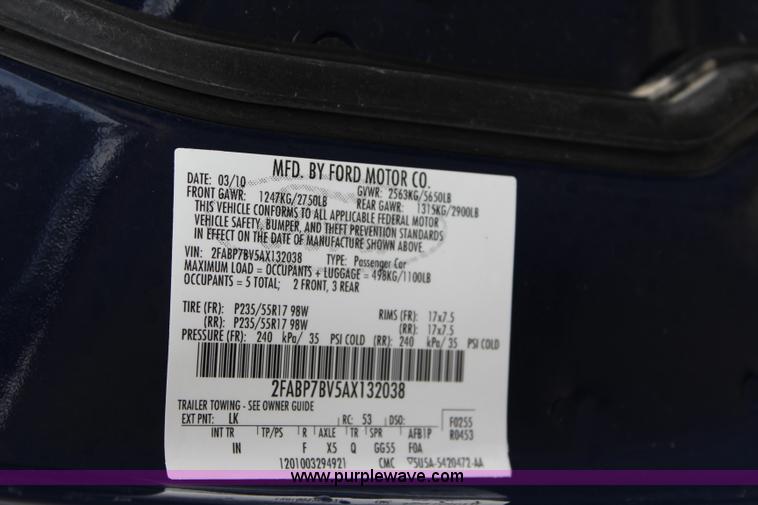 MFD. BY FORD MOTOR CO.
DATE: 03/10 GVWR: 2563KG/5650LB
FRONT GAWR: 1247KG/2750LB REAR GAWR: 1315KG/2900LB
THIS VEHICLE CONFORMS TO ALL APPLICABLE FEDERAL MOTOR
VEHICLE SAFETY, BUMPER, AND THEFT PREVENTION STANDARDS
IN EFFECT ON THE DATE OF MANUFACTURE SHOWN ABOVE.
VIN: 2FABP7BV5AX132038 TYPE: Passenger Car
MAXIMUM LOAD = OCCUPANTS + LUGGAGE = 498KG/1100LB
OCCUPANTS = 5 TOTAL; 2 FRONT, 3 REAR
TIRE (FR): P235/55R17 98W RIMS (FR): 17x7.5
(RR): P235/55R17 98W (RR): 17x7.5
PRESSURE (FR): 240 kPa/ 35 PSI COLD (RR): 240 kPa/ 35 PSI COLD
2FABP7BV5AX132038
TRAILER TOWING - SEE OWNER GUIDE
EXT PNT: LK RC: 53 DSO: F0255
INT TR TP/PS R AXLE TR SPR AFB1P R0453
IN F X5 Q GG55 F0A
1201003294921 CMC 5U5A-5420472-AA
www.purplewave.com